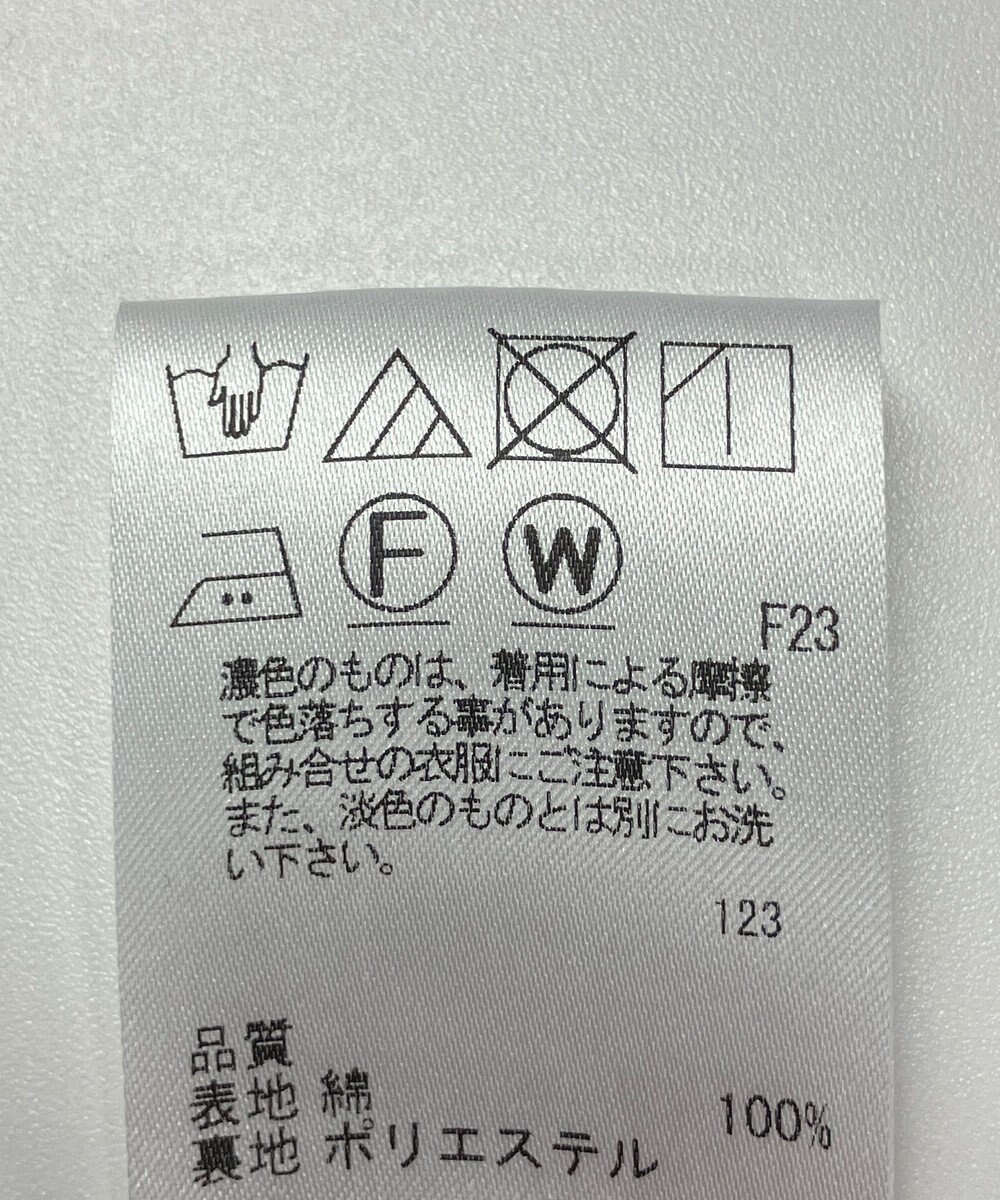 F W
F23
濃色のものは、着用による摩擦
で色落ちする事がありますので、
組み合せの衣服にご注意下さい。
また、淡色のものとは別にお洗
い下さい。
123
品質
表地 綿 100%
裏地 ポリエステル